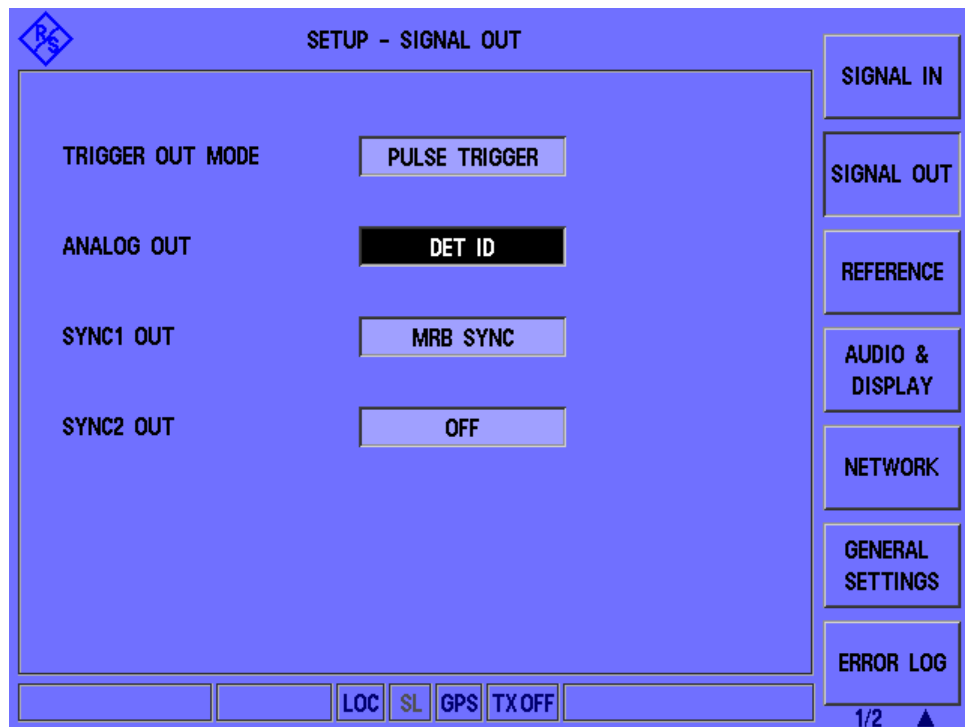 R&S
SETUP - SIGNAL OUT
TRIGGER OUT MODE PULSE TRIGGER
ANALOG OUT DET ID
SYNC1 OUT MRB SYNC
SYNC2 OUT OFF
SIGNAL IN
SIGNAL OUT
REFERENCE
AUDIO &
DISPLAY
NETWORK
GENERAL
SETTINGS
ERROR LOG
LOC SL GPS TX OFF
1/2